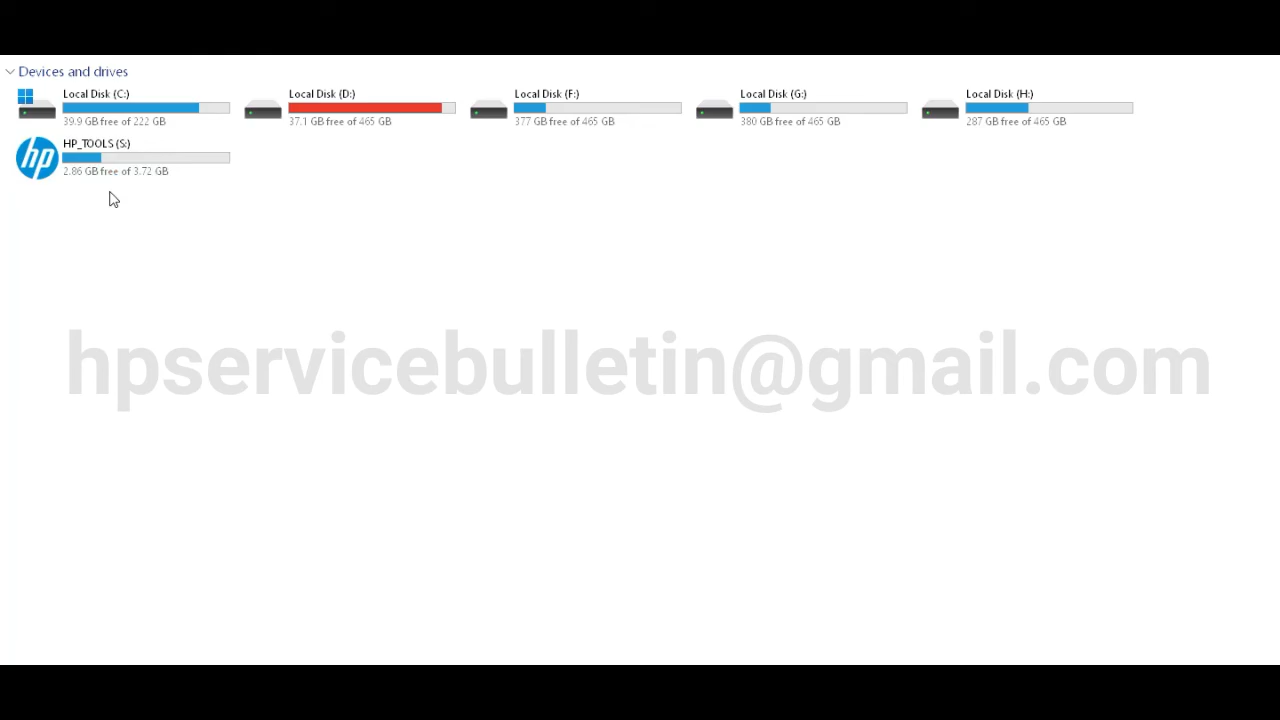 Devices and drives
Local Disk (C:)
39.9 GB free of 222 GB
Local Disk (D:)
37.1 GB free of 465 GB
Local Disk (F:)
377 GB free of 465 GB
Local Disk (G:)
380 GB free of 465 GB
Local Disk (H:)
287 GB free of 465 GB
hp
HP_TOOLS (S:)
2.86 GB free of 3.72 GB
hpservicebulletin@gmail.com